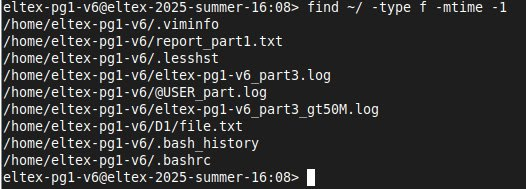 eltex-pg1-v6@eltex-2025-summer-16:08> find ~/ -type f -mtime -1
/home/eltex-pg1-v6/.viminfo
/home/eltex-pg1-v6/report_part1.txt
/home/eltex-pg1-v6/.lesshst
/home/eltex-pg1-v6/eltex-pg1-v6_part3.log
/home/eltex-pg1-v6/@USER_part.log
/home/eltex-pg1-v6/eltex-pg1-v6_part3_gt50M.log
/home/eltex-pg1-v6/D1/file.txt
/home/eltex-pg1-v6/.bash_history
/home/eltex-pg1-v6/.bashrc
eltex-pg1-v6@eltex-2025-summer-16:08>